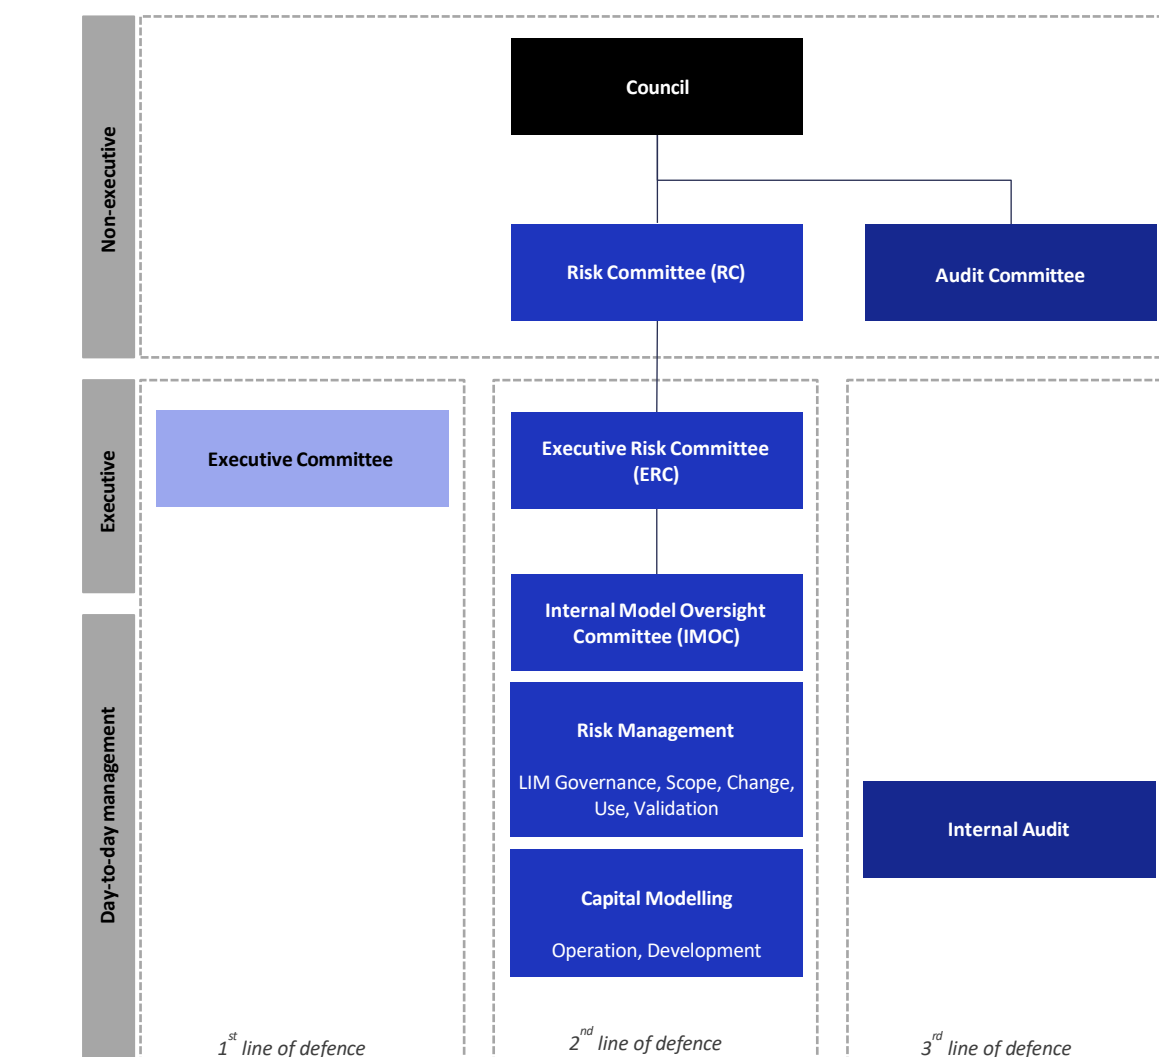 Non-executive
Council
Risk Committee (RC)
Audit Committee
Executive
Executive Committee
Executive Risk Committee
(ERC)
Internal Model Oversight
Committee (IMOC)
Day-to-day management
Risk Management
LIM Governance, Scope, Change,
Use, Validation
Internal Audit
Capital Modelling
Operation, Development
1st line of defence
2nd line of defence
3rd line of defence